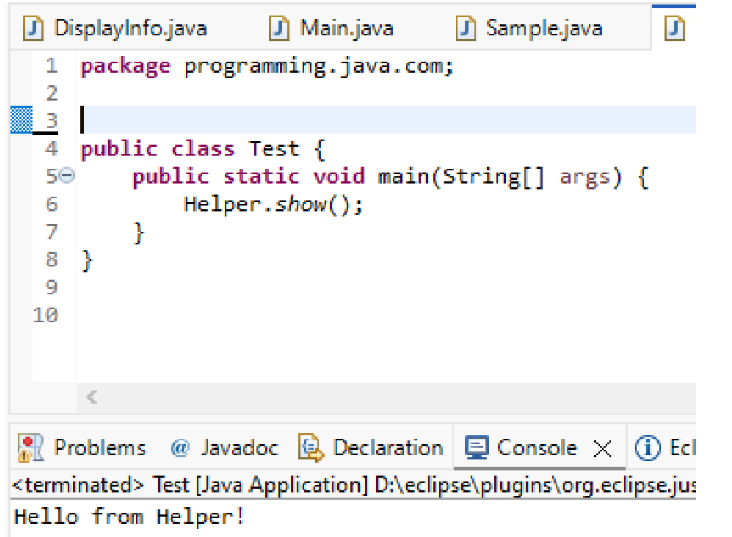 DisplayInfo.java Main.java Sample.java
1 package programming.java.com;
2
3
4 public class Test {
5 public static void main(String[] args) {
6 Helper.show();
7 }
8 }
9
10
Problems @ Javadoc Declaration Console Ecl
<terminated> Test [Java Application] D:\eclipse\plugins\org.eclipse.jus
Hello from Helper!